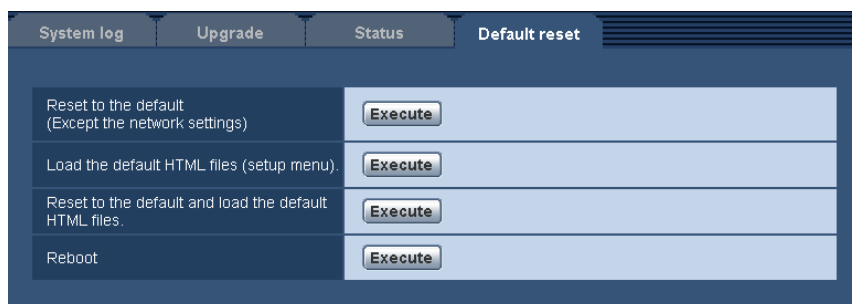 System log Upgrade Status Default reset
Reset to the default
(Except the network settings)
Execute
Load the default HTML files (setup menu).
Execute
Reset to the default and load the default
HTML files.
Execute
Reboot
Execute